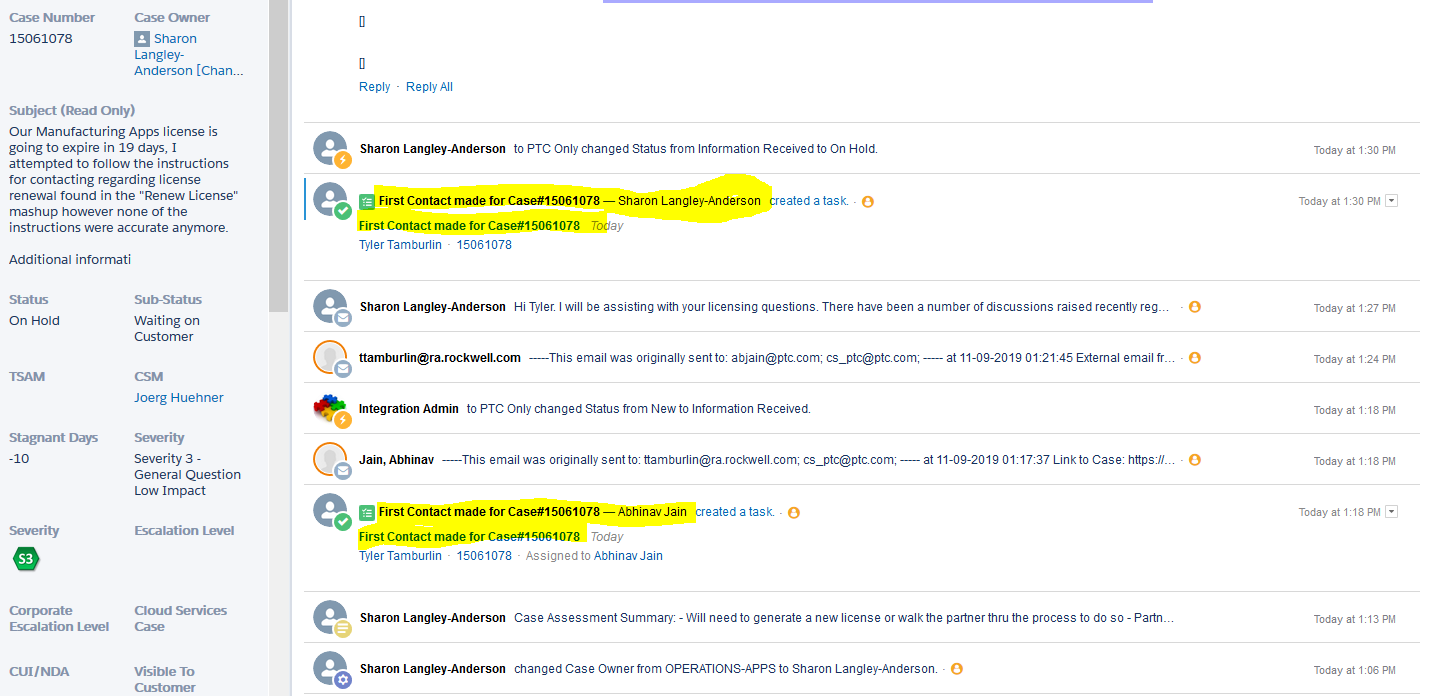 Case Number
Case Owner
15061078
Sharon
Langley-
Anderson [Chan...
Subject (Read Only)
Our Manufacturing Apps license is
going to expire in 19 days, I
attempted to follow the instructions
for contacting regarding license
renewal found in the "Renew License"
mashup however none of the
instructions were accurate anymore.
Additional informati
Status
Sub-Status
On Hold
Waiting on
Customer
TSAM
CSM
Joerg Huehner
Stagnant Days
Severity
-10
Severity 3 -
General Question
Low Impact
Severity
Escalation Level
S3
Corporate
Escalation Level
Cloud Services
Case
CUI/NDA
Visible To
Customer
[]
[]
Reply · Reply All
Sharon Langley-Anderson to PTC Only changed Status from Information Received to On Hold. Today at 1:30 PM
First Contact made for Case#15061078 — Sharon Langley-Anderson created a task. · Today at 1:30 PM
First Contact made for Case#15061078 Today
Tyler Tamburlin · 15061078
Sharon Langley-Anderson Hi Tyler. I will be assisting with your licensing questions. There have been a number of discussions raised recently reg... · Today at 1:27 PM
ttamburlin@ra.rockwell.com -----This email was originally sent to: abjain@ptc.com; cs_ptc@ptc.com; ----- at 11-09-2019 01:21:45 External email fr... · Today at 1:24 PM
Integration Admin to PTC Only changed Status from New to Information Received. Today at 1:18 PM
Jain, Abhinav -----This email was originally sent to: ttamburlin@ra.rockwell.com; cs_ptc@ptc.com; ----- at 11-09-2019 01:17:37 Link to Case: https://... · Today at 1:18 PM
First Contact made for Case#15061078 — Abhinav Jain created a task. · Today at 1:18 PM
First Contact made for Case#15061078 Today
Tyler Tamburlin · 15061078 · Assigned to Abhinav Jain
Sharon Langley-Anderson Case Assessment Summary: - Will need to generate a new license or walk the partner thru the process to do so - Partn... Today at 1:13 PM
Sharon Langley-Anderson changed Case Owner from OPERATIONS-APPS to Sharon Langley-Anderson. · Today at 1:06 PM